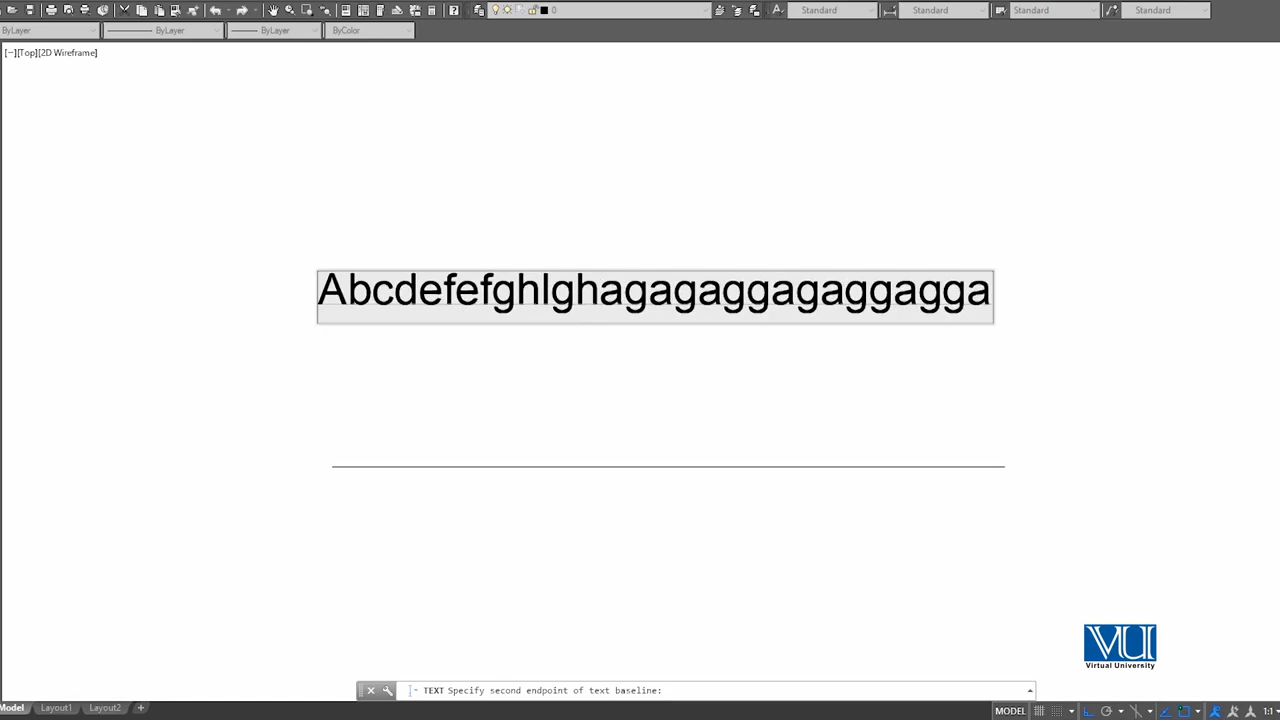 0 Standard Standard Standard Standard
ByLayer ByLayer ByLayer ByColor
[−][Top][2D Wireframe]
Abcdefefghlghagagaggagaggagga
VU
Virtual University
TEXT Specify second endpoint of text baseline:
Model Layout1 Layout2 + MODEL 1:1